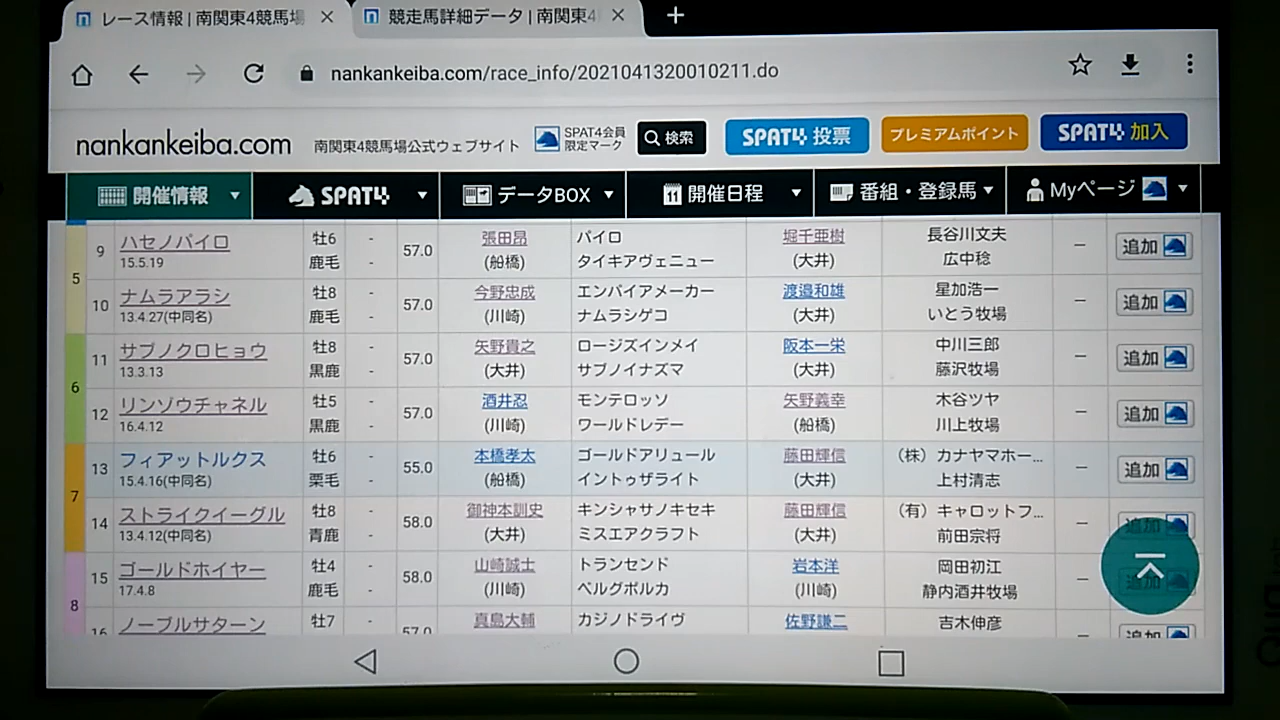 レース情報 | 南関東4競馬場
競走馬詳細データ | 南関東4
nankankeiba.com/race_info/2021041320010211.do
nankankeiba.com 南関東4競馬場公式ウェブサイト
SPAT4会員
限定マーク
検索
SPAT4 投票
プレミアムポイント
SPAT4 加入
開催情報 SPAT4 データBOX 開催日程 番組・登録馬 Myページ
5
9 ハセノパイロ 牡6 - 57.0 張田昂 パイロ 堀千亜樹 長谷川文夫 － 追加
15.5.19 鹿毛 - (船橋) タイキアヴェニュー (大井) 広中稔
10 ナムラアラシ 牡8 - 57.0 今野忠成 エンパイアメーカー 渡邉和雄 星加浩一 － 追加
13.4.27(中同名) 鹿毛 - (川崎) ナムラシゲコ (大井) いとう牧場
6
11 サブノクロヒョウ 牡8 - 57.0 矢野貴之 ロージズインメイ 阪本一栄 中川三郎 － 追加
13.3.13 黒鹿 - (大井) サブノイナズマ (大井) 藤沢牧場
12 リンゾウチャネル 牡5 - 57.0 酒井忍 モンテロッソ 矢野義幸 木谷ツヤ － 追加
16.4.12 黒鹿 - (川崎) ワールドレデー (船橋) 川上牧場
7
13 フィアットルクス 牡6 - 55.0 本橋孝太 ゴールドアリュール 藤田輝信 （株）カナヤマホー… － 追加
15.4.16(中同名) 栗毛 - (船橋) イントゥザライト (大井) 上村清志
14 ストライクイーグル 牡8 - 58.0 御神本訓史 キンシャサノキセキ 藤田輝信 （有）キャロットフ… － 追加
13.4.12(中同名) 青鹿 - (大井) ミスエアクラフト (大井) 前田宗将
8
15 ゴールドホイヤー 牡4 - 58.0 山崎誠士 トランセンド 岩本洋 岡田初江 － 追加
17.4.8 鹿毛 - (川崎) ペルグポルカ (川崎) 静内酒井牧場
16 ノーブルサターン 牡7 - 57.0 真島大輔 カジノドライヴ 佐野謙二 吉木伸彦 － 追加